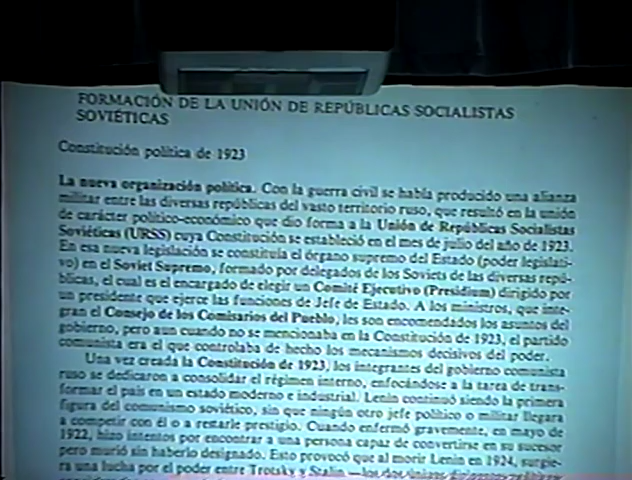 FORMACIÓN DE LA UNIÓN DE REPÚBLICAS SOCIALISTAS
SOVIÉTICAS
Constitución política de 1923
La nueva organización política. Con la guerra civil se había producido una alianza
militar entre las diversas repúblicas del vasto territorio ruso, que resultó en la unión
de carácter político-económico que dio forma a la Unión de Repúblicas Socialistas
Soviéticas (URSS) cuya Constitución se estableció en el mes de julio del año de 1923.
En esa nueva legislación se constituía el órgano supremo del Estado (poder legislati-
vo) en el Soviet Supremo, formado por delegados de los Soviets de las diversas repú-
blicas, el cual es el encargado de elegir un Comité Ejecutivo (Presidium) dirigido por
un presidente que ejerce las funciones de Jefe de Estado. A los ministros, que inte-
gran el Consejo de los Comisarios del Pueblo, les son encomendados los asuntos del
gobierno, pero aun cuando no se mencionaba en la Constitución de 1923, el partido
comunista era el que controlaba de hecho los mecanismos decisivos del poder.
Una vez creada la Constitución de 1923, los integrantes del gobierno comunista
ruso se dedicaron a consolidar el régimen interno, enfocándose a la tarea de trans-
formar el país en un estado moderno e industrial. Lenin continuó siendo la primera
figura del comunismo soviético, sin que ningún otro jefe político o militar llegara
a competir con él o a restarle prestigio. Cuando enfermó gravemente, en mayo de
1922, hizo intentos por encontrar a una persona capaz de convertirse en su sucesor
pero murió sin haberlo designado. Esto provocó que al morir Lenin en 1924, surgie-
ra una lucha por el poder entre Trotsky y Stalin —los dos